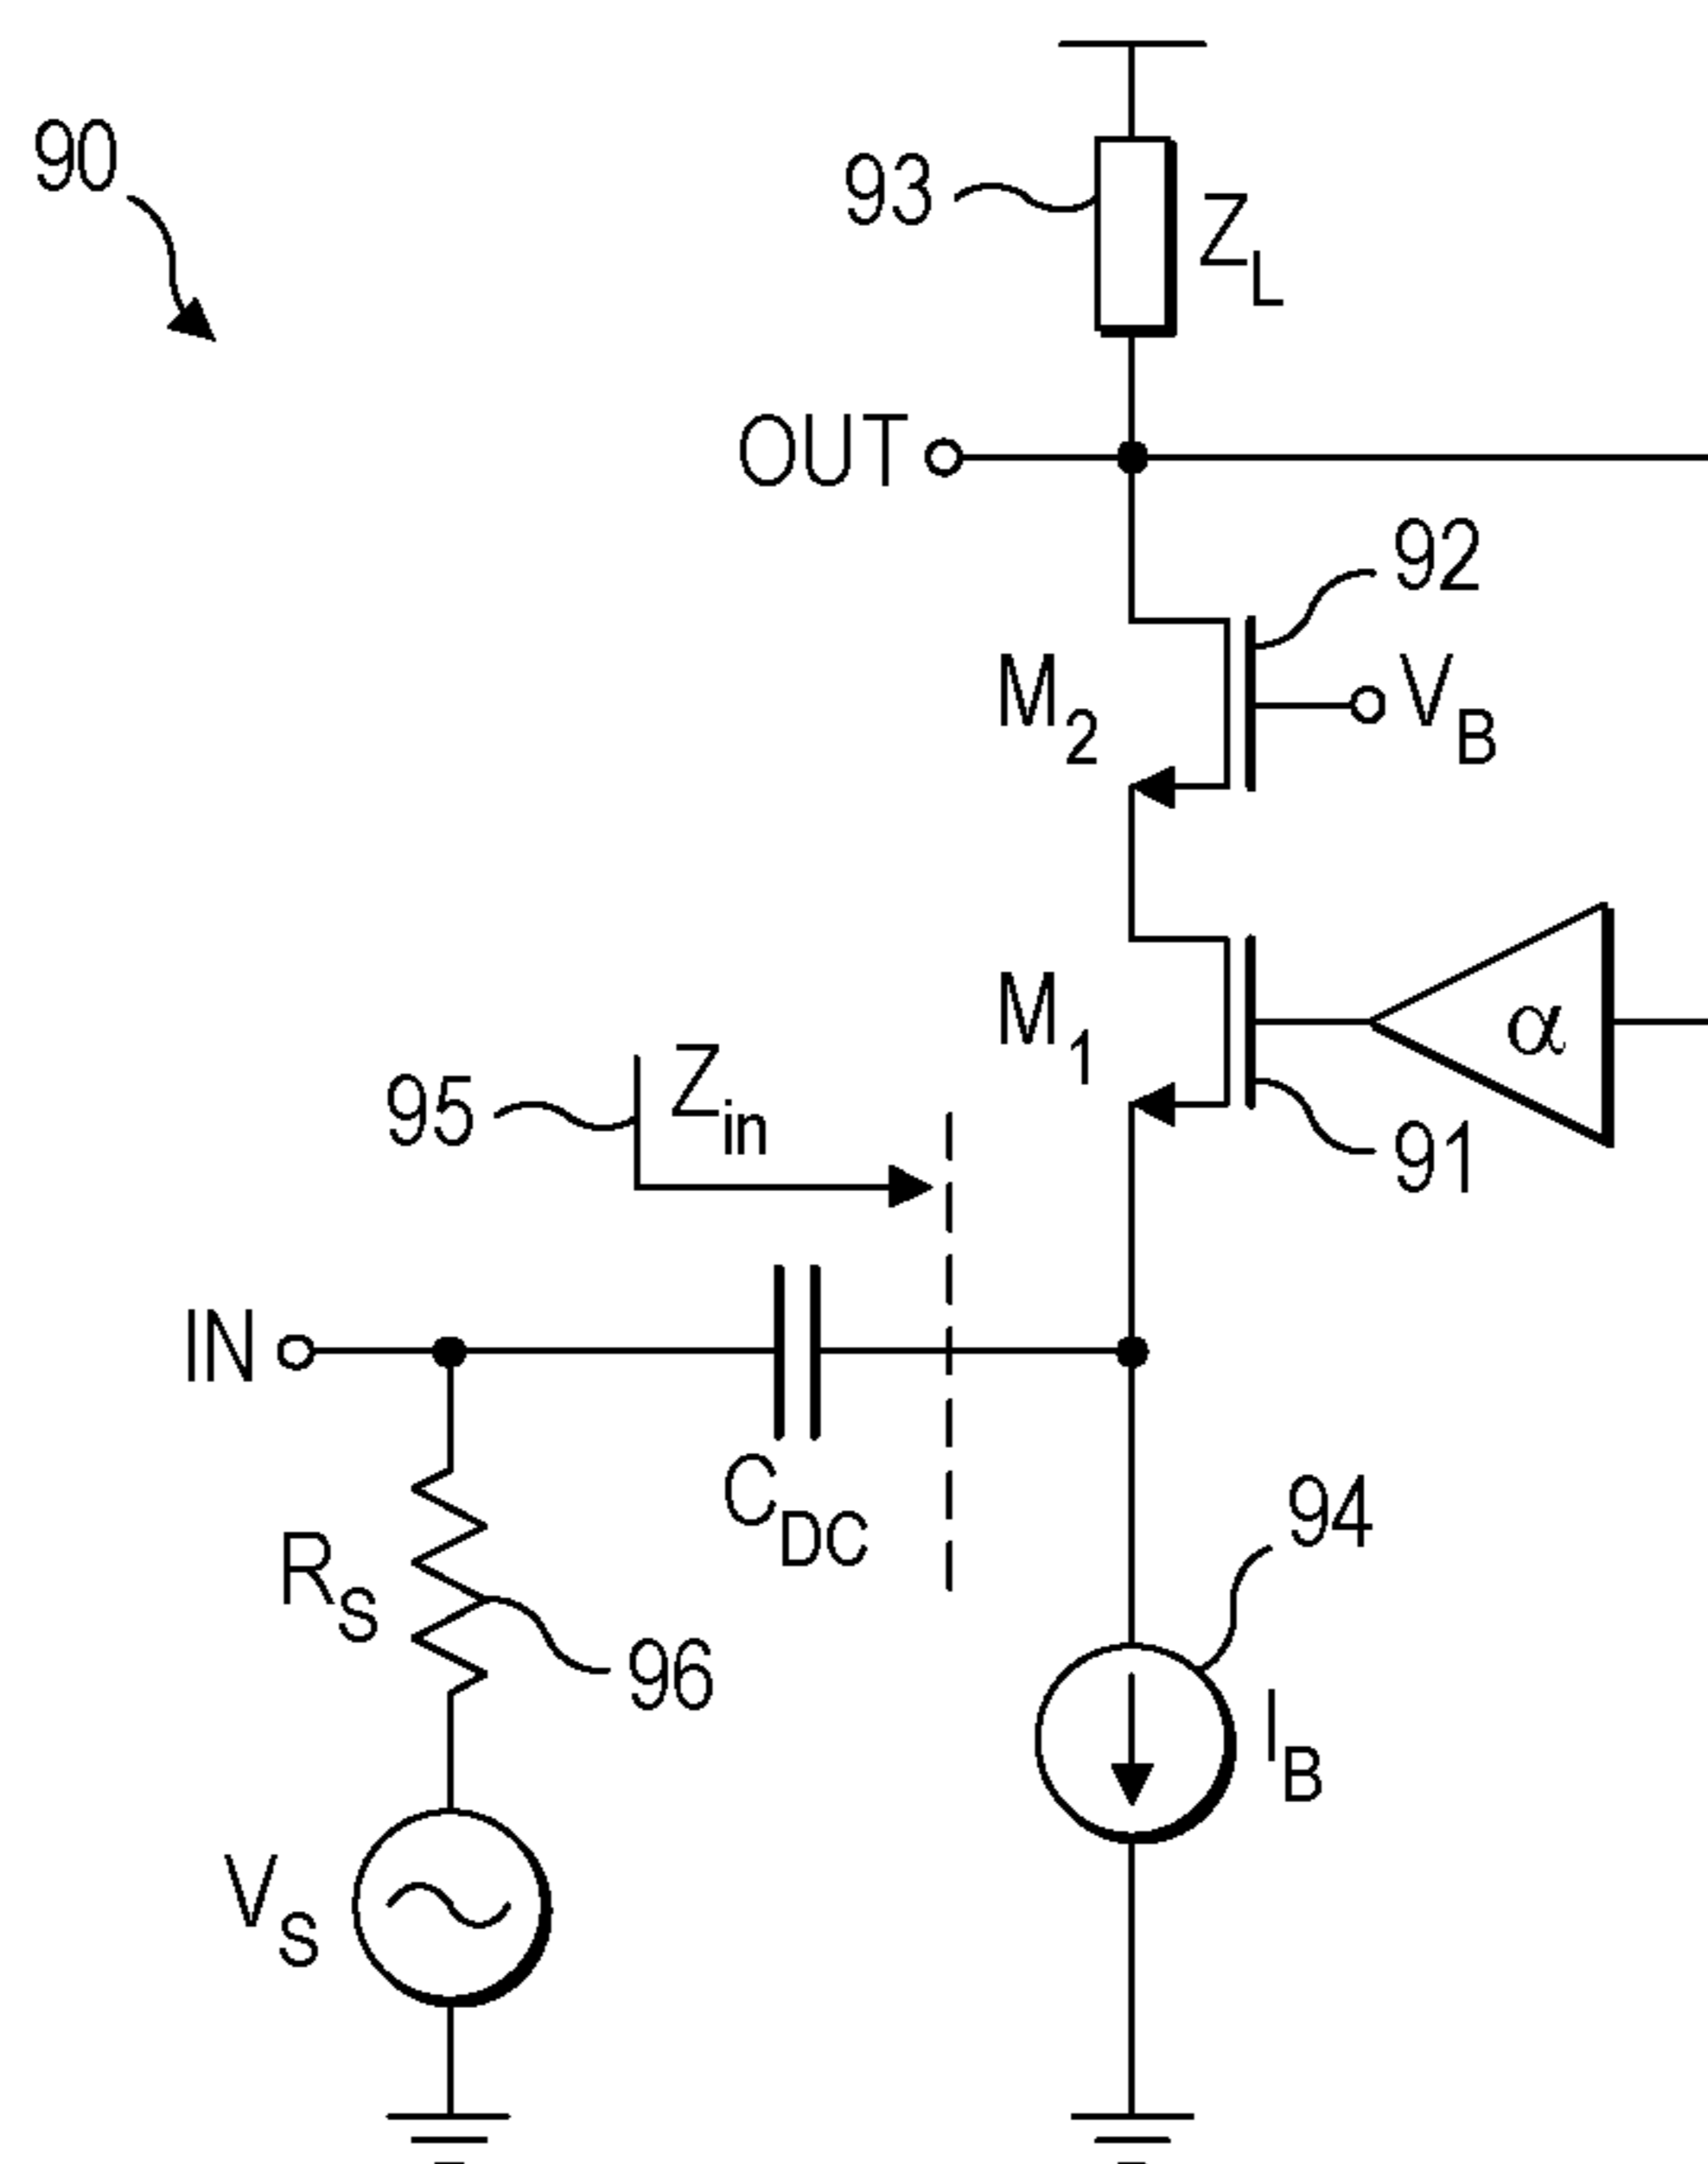 90
93
Z_L
OUT
92
M_2
V_B
M_1
α
95
Z_in
91
IN
C_DC
R_S
96
94
I_B
V_S